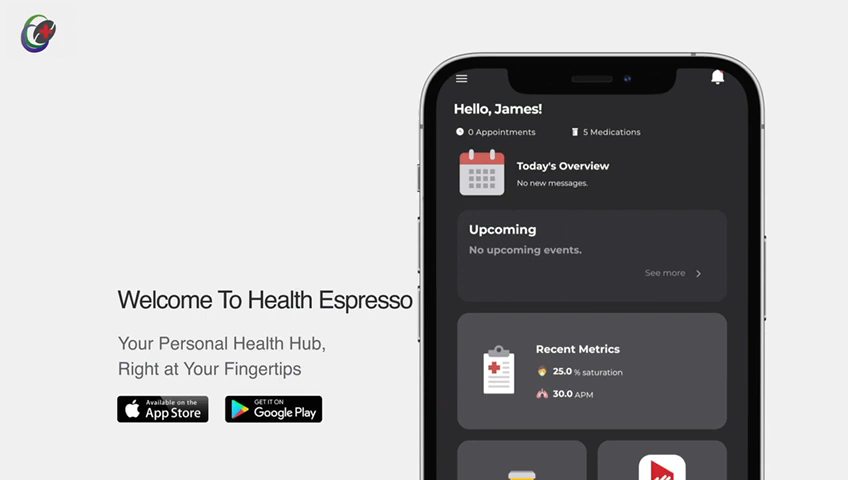 Welcome To Health Espresso
Your Personal Health Hub,
Right at Your Fingertips
Available on the
App Store
GET IT ON
Google Play
Hello, James!
0 Appointments
5 Medications
Today's Overview
No new messages.
Upcoming
No upcoming events.
See more
Recent Metrics
25.0 % saturation
30.0 APM